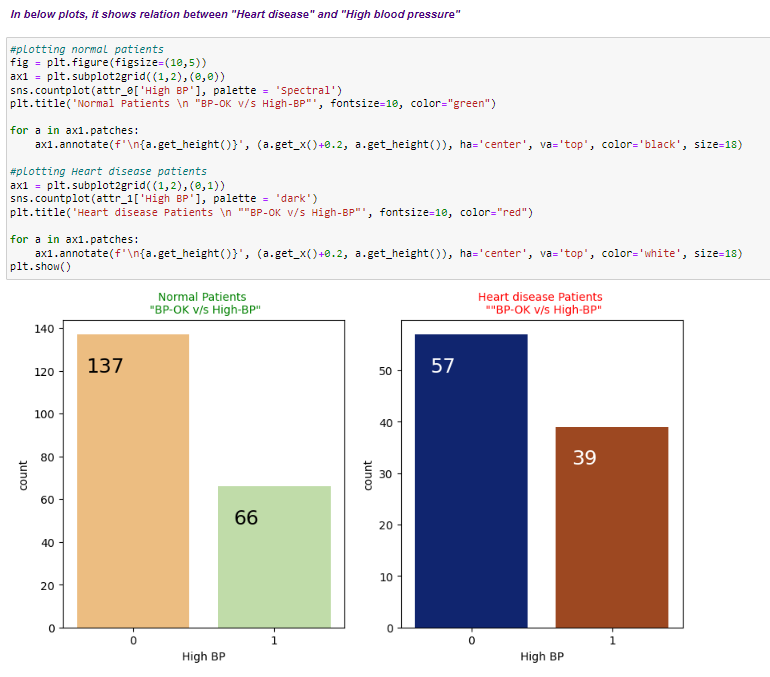 In below plots, it shows relation between "Heart disease" and "High blood pressure"
#plotting normal patients
fig = plt.figure(figsize=(10,5))
ax1 = plt.subplot2grid((1,2),(0,0))
sns.countplot(attr_0['High BP'], palette = 'Spectral')
plt.title('Normal Patients \n "BP-OK v/s High-BP"', fontsize=10, color="green")
for a in ax1.patches:
    ax1.annotate(f'\n{a.get_height()}', (a.get_x()+0.2, a.get_height()), ha='center', va='top', color='black', size=18)
#plotting Heart disease patients
ax1 = plt.subplot2grid((1,2),(0,1))
sns.countplot(attr_1['High BP'], palette = 'dark')
plt.title('Heart disease Patients \n ""BP-OK v/s High-BP"', fontsize=10, color="red")
for a in ax1.patches:
    ax1.annotate(f'\n{a.get_height()}', (a.get_x()+0.2, a.get_height()), ha='center', va='top', color='white', size=18)
plt.show()
Normal Patients
"BP-OK v/s High-BP"
140
120
100
80
60
40
20
0
count
137
66
0 1
High BP
Heart disease Patients
""BP-OK v/s High-BP"
50
40
30
20
10
0
count
57
39
0 1
High BP